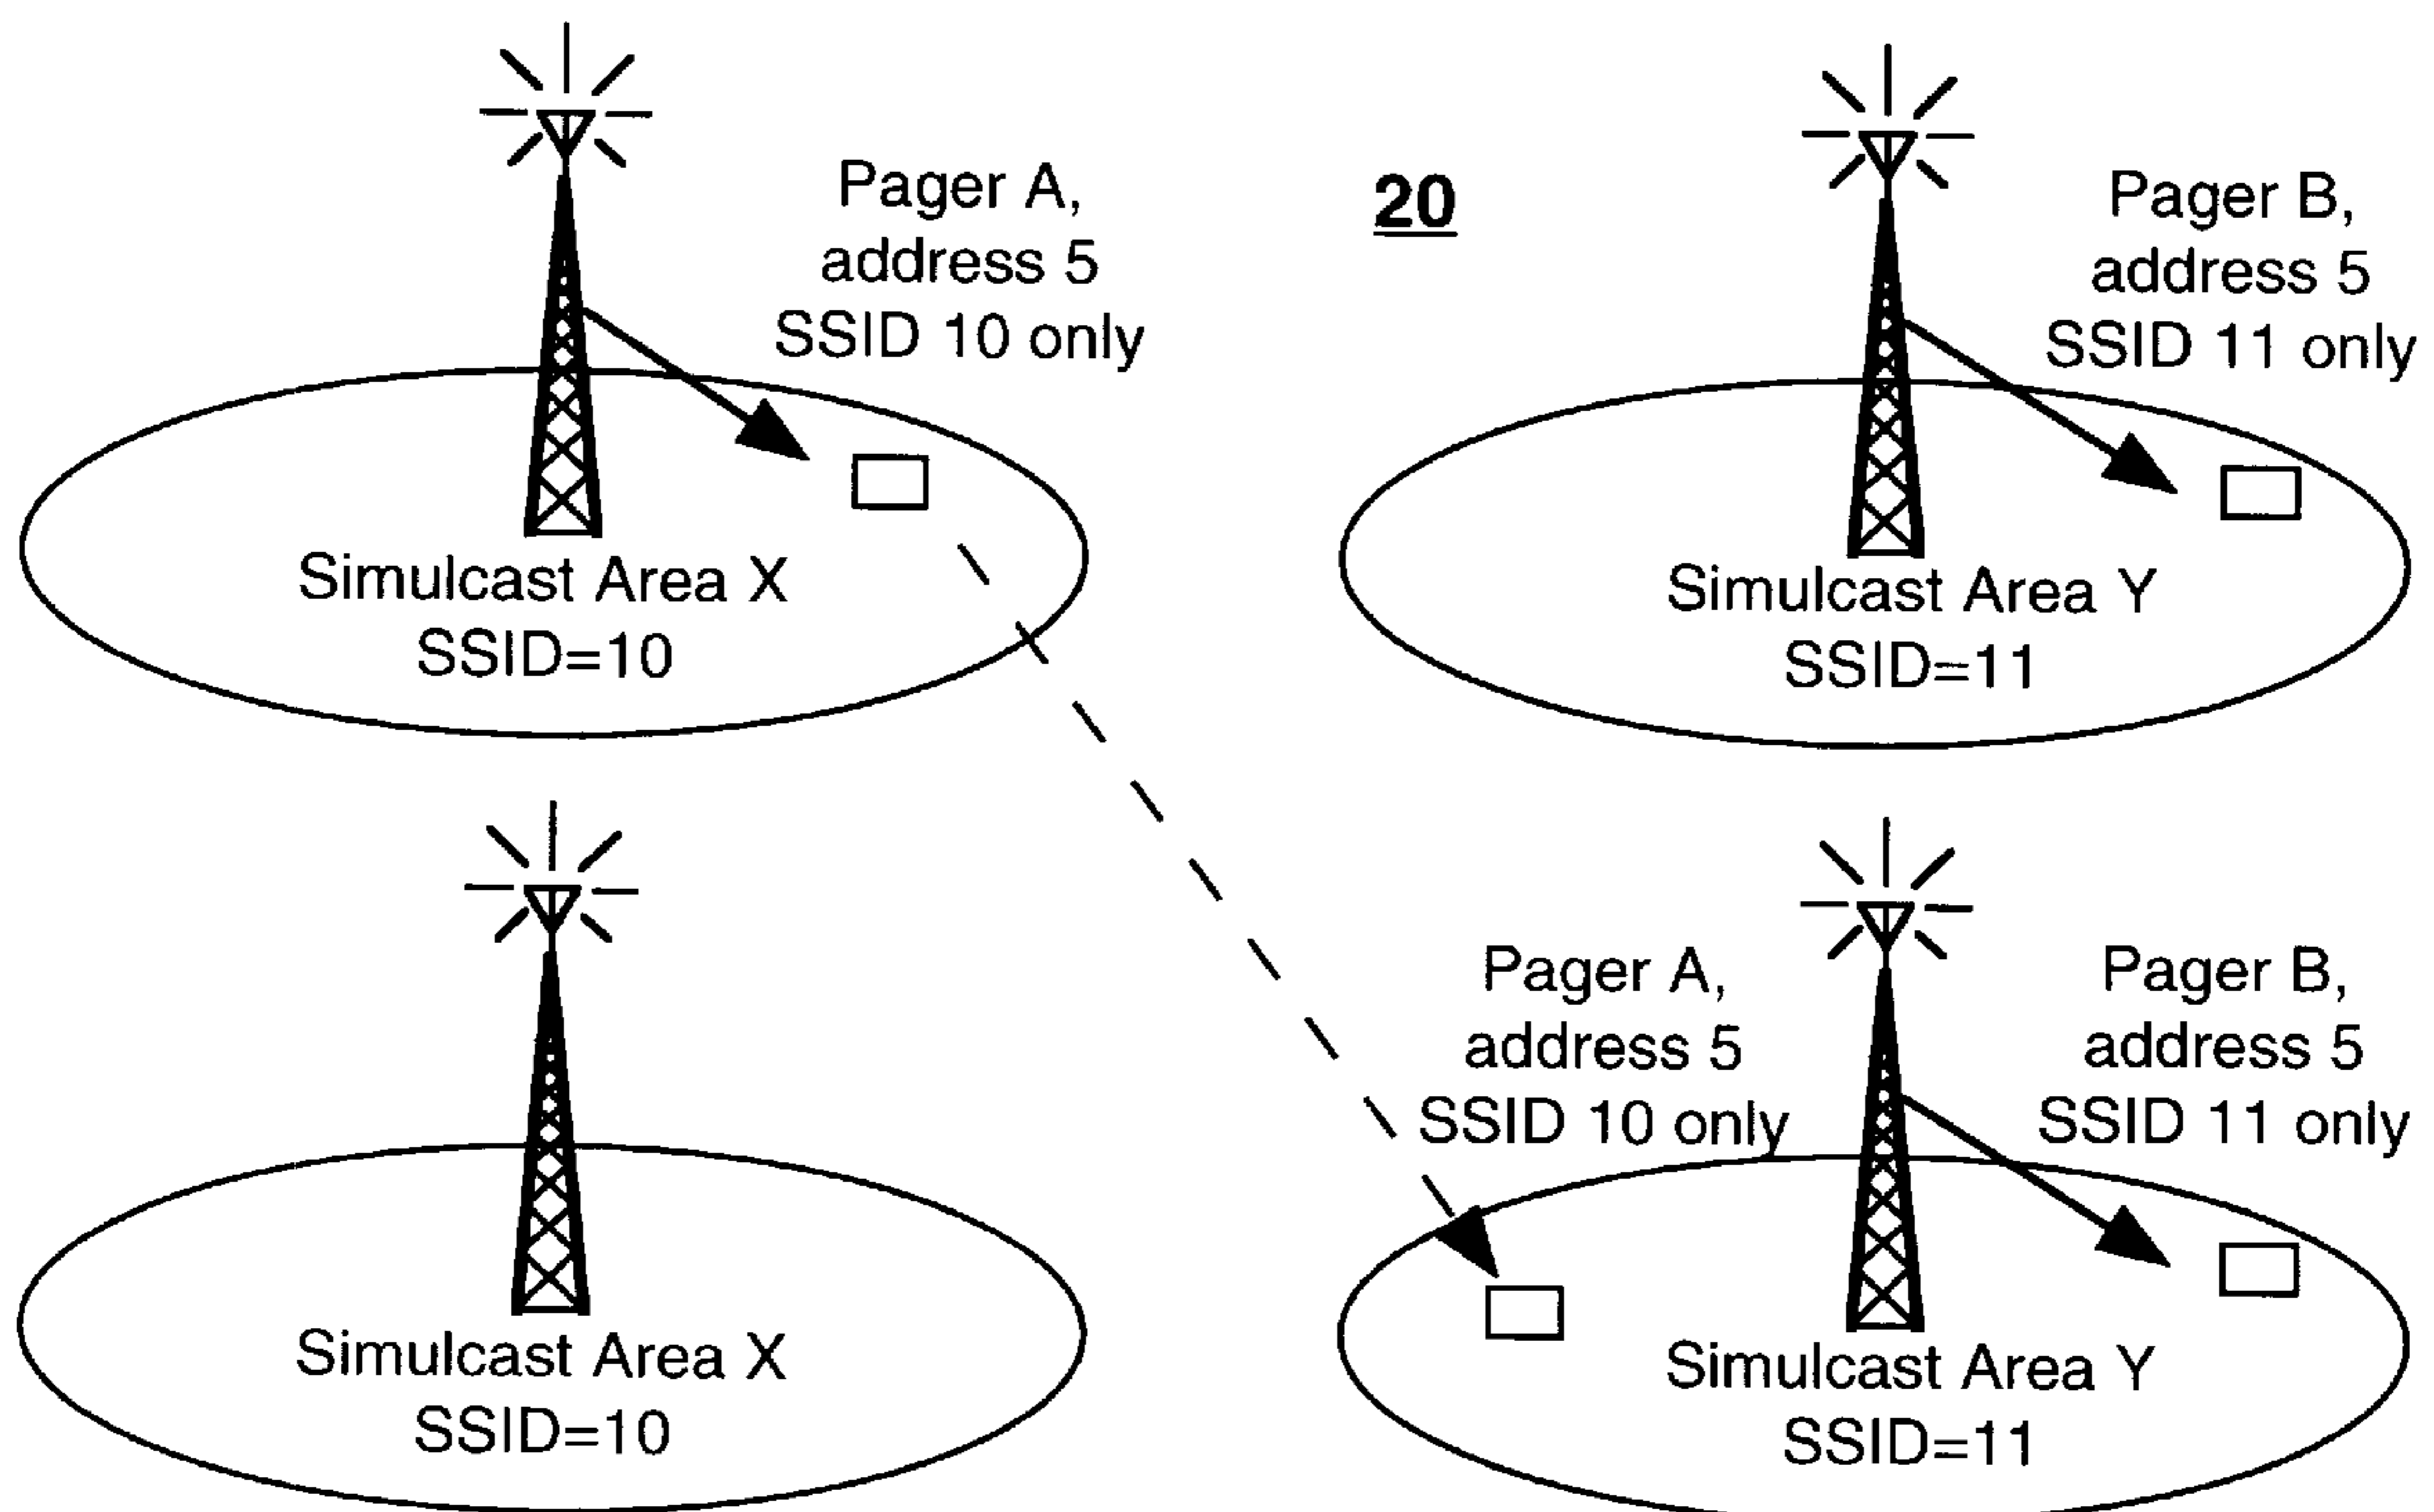 Pager A,
address 5
SSID 10 only
20
Pager B,
address 5
SSID 11 only
Simulcast Area X
SSID=10
Simulcast Area Y
SSID=11
Pager A,
address 5
SSID 10 only
Pager B,
address 5
SSID 11 only
Simulcast Area X
SSID=10
Simulcast Area Y
SSID=11